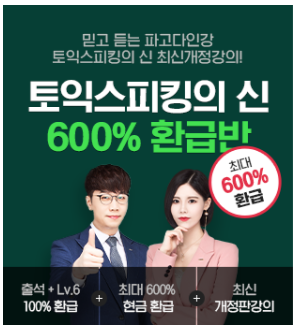 믿고 듣는 파고다인강
토익스피킹의 신 최신개정강의!
토익스피킹의 신
600% 환급반
최대
600%
환급
출석 + Lv.6
100% 환급
+
최대 600%
현금 환급
+
최신
개정판강의